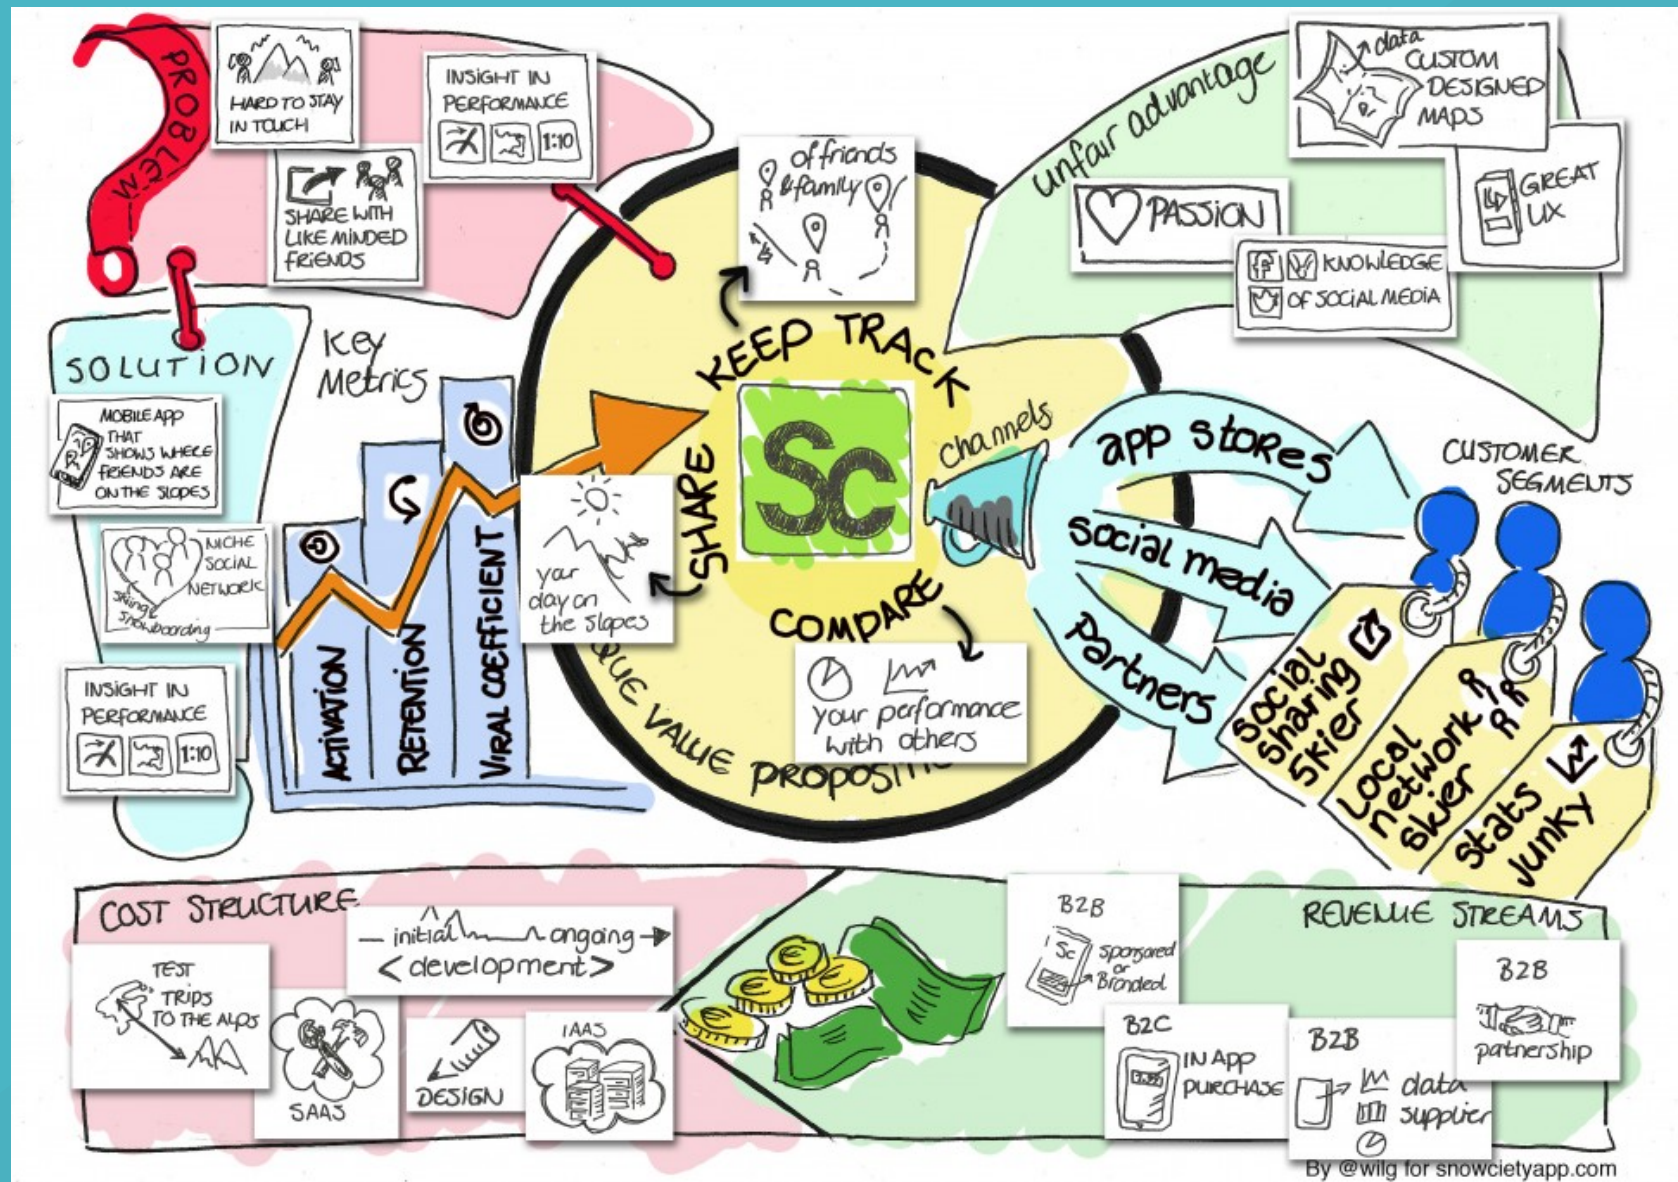 PROBLEM
HARD TO STAY
IN TOUCH
INSIGHT IN
PERFORMANCE
1:10
SHARE WITH
LIKE MINDED
FRIENDS
SOLUTION
MOBILE APP
THAT
SHOWS WHERE
FRIENDS ARE
ON THE SLOPES
NICHE
SOCIAL
NETWORK
skiing &
snowboarding
INSIGHT IN
PERFORMANCE
1:10
Key
Metrics
ACTIVATION
RETENTION
VIRAL COEFFICIENT
of friends
& family
KEEP TRACK
SHARE
Sc
COMPARE
your
day on
the slopes
your performance
with others
QUE VALUE PROPOSITI
unfair advantage
data
CUSTOM
DESIGNED
MAPS
PASSION
GREAT
UX
KNOWLEDGE
OF SOCIAL MEDIA
channels
app stores
social media
partners
CUSTOMER
SEGMENTS
social
sharing
skier
Local
network
skier
stats
junky
COST STRUCTURE
initial ongoing
< development >
TEST
TRIPS
TO THE ALPS
SAAS
DESIGN
IAAS
REVENUE STREAMS
B2B
Sc
sponsored
or
Branded
B2C
IN APP
PURCHASE
B2B
data
supplier
B2B
partnership
By @wilg for snowcietyapp.com